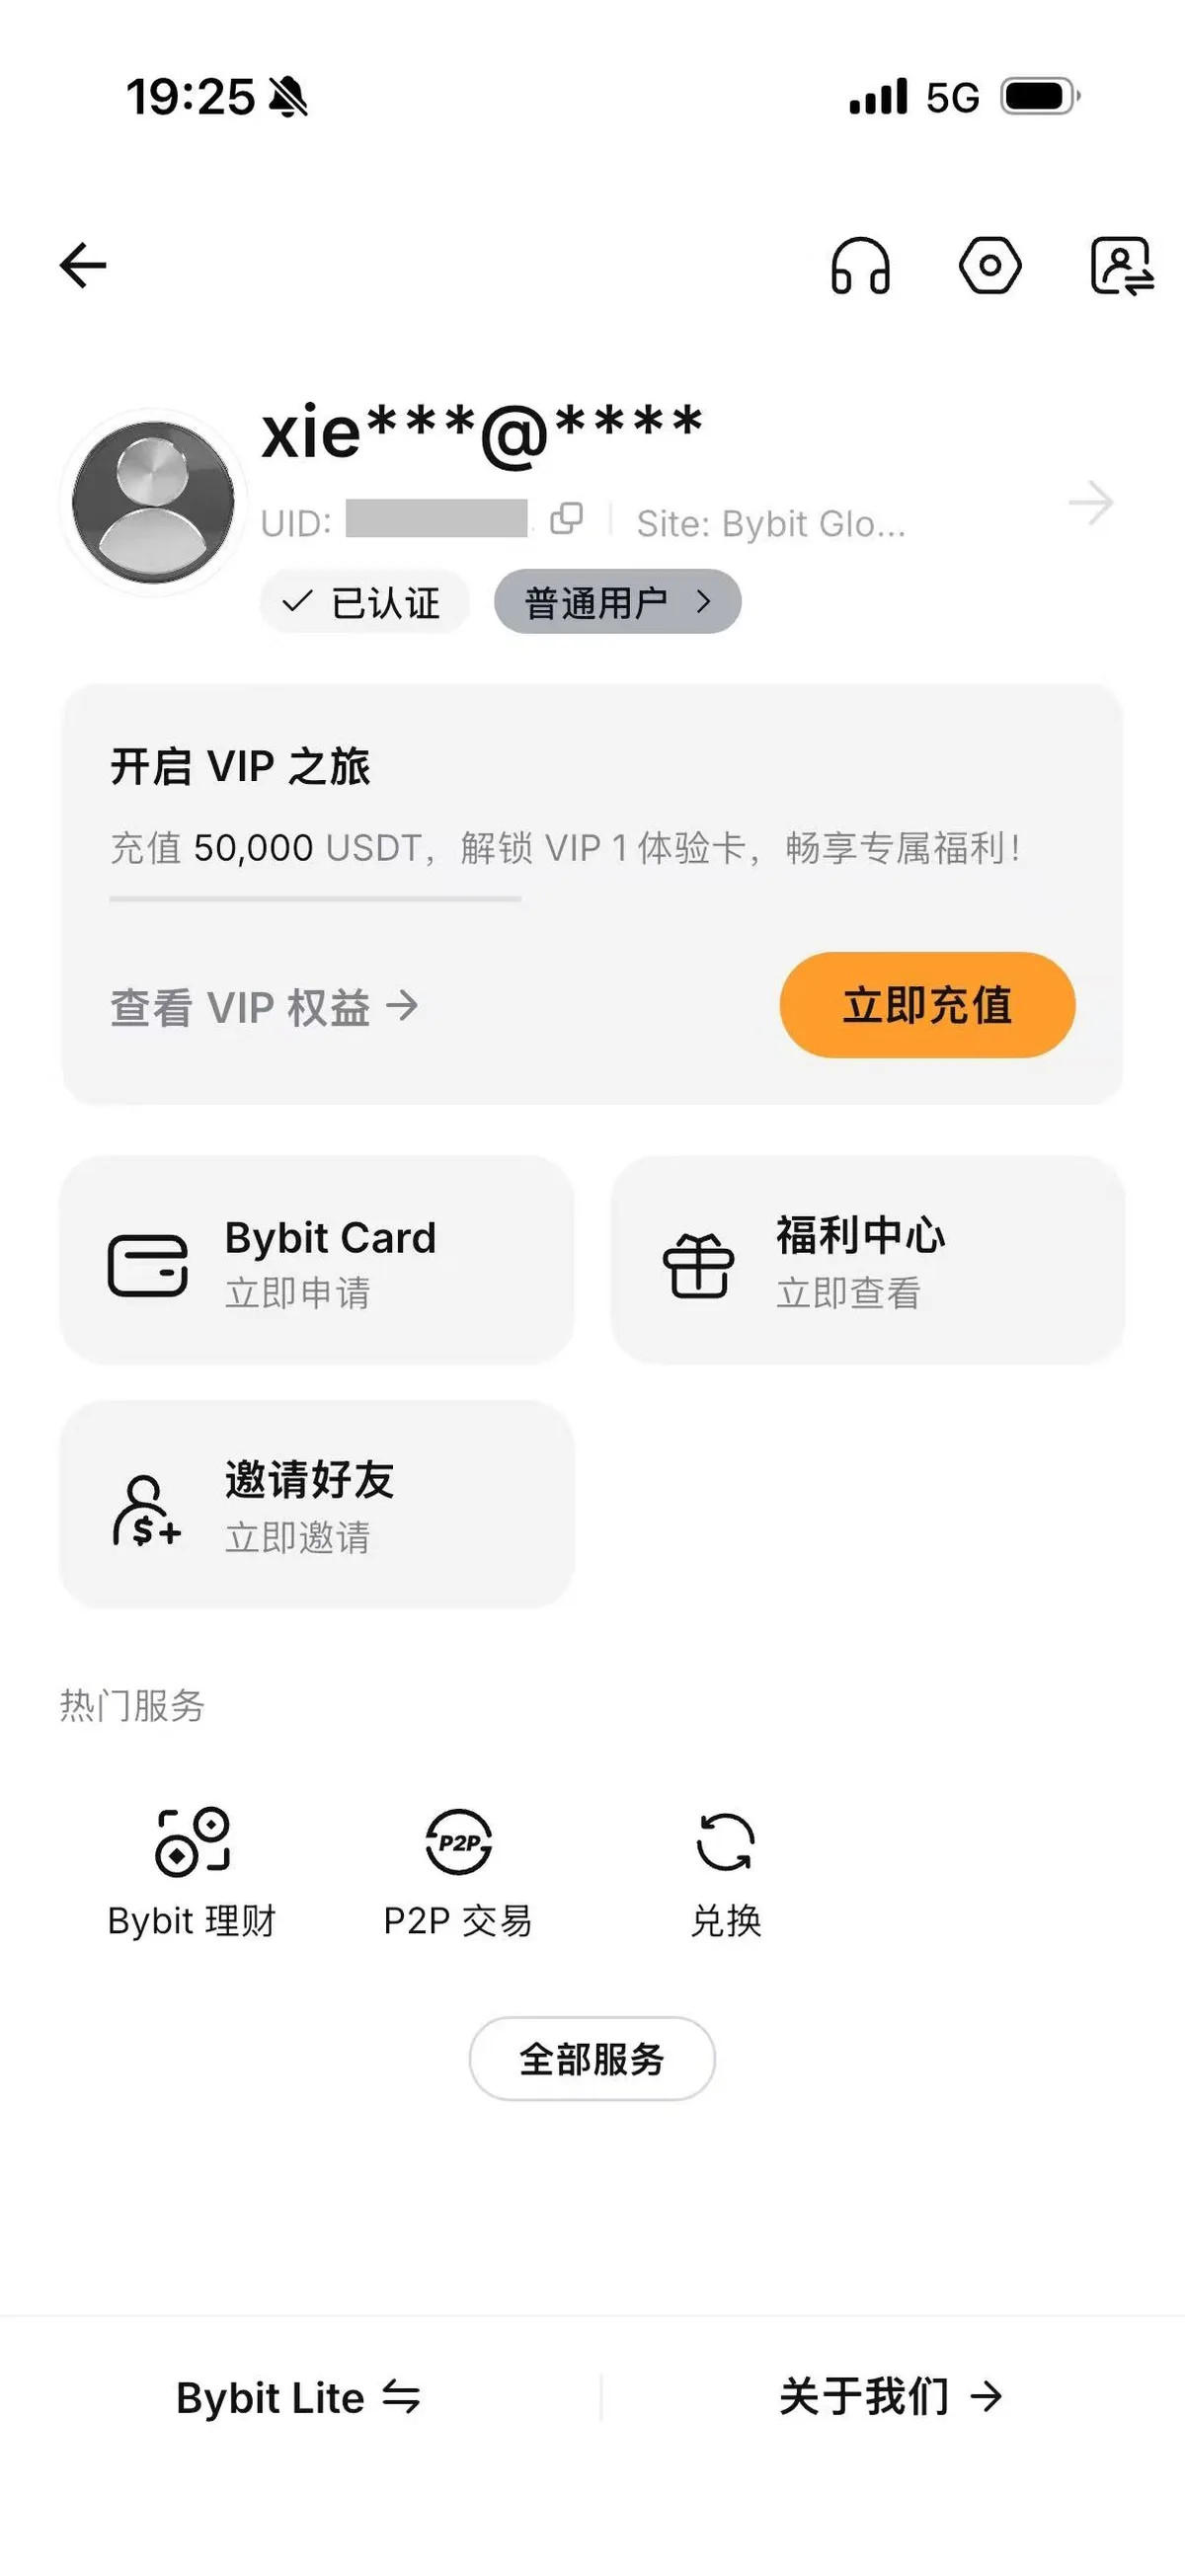 19:25
5G
xie***@****
UID:
Site: Bybit Glo...
已认证
普通用户
开启 VIP 之旅
充值 50,000 USDT，解锁 VIP 1 体验卡，畅享专属福利！
查看 VIP 权益
立即充值
Bybit Card
立即申请
福利中心
立即查看
邀请好友
立即邀请
热门服务
P2P
Bybit 理财
P2P 交易
兑换
全部服务
Bybit Lite
关于我们